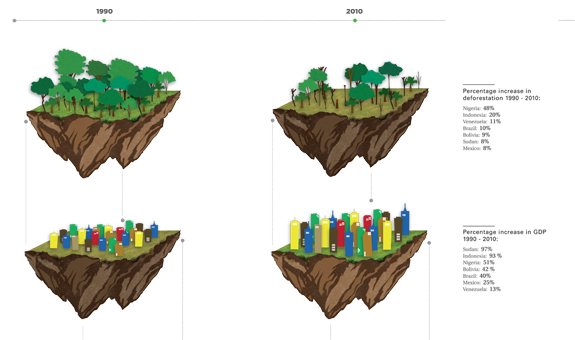 1990
2010
Percentage increase in
deforestation 1990 - 2010:
Nigeria: 48%
Indonesia: 20%
Venezuela: 11%
Brazil: 10%
Bolivia: 9%
Sudan: 8%
Mexico: 8%
Percentage increase in GDP
1990 - 2010:
Sudan: 97%
Indonesia: 93 %
Nigeria: 51%
Bolivia: 42 %
Brazil: 40%
Mexico: 25%
Venezuela: 13%